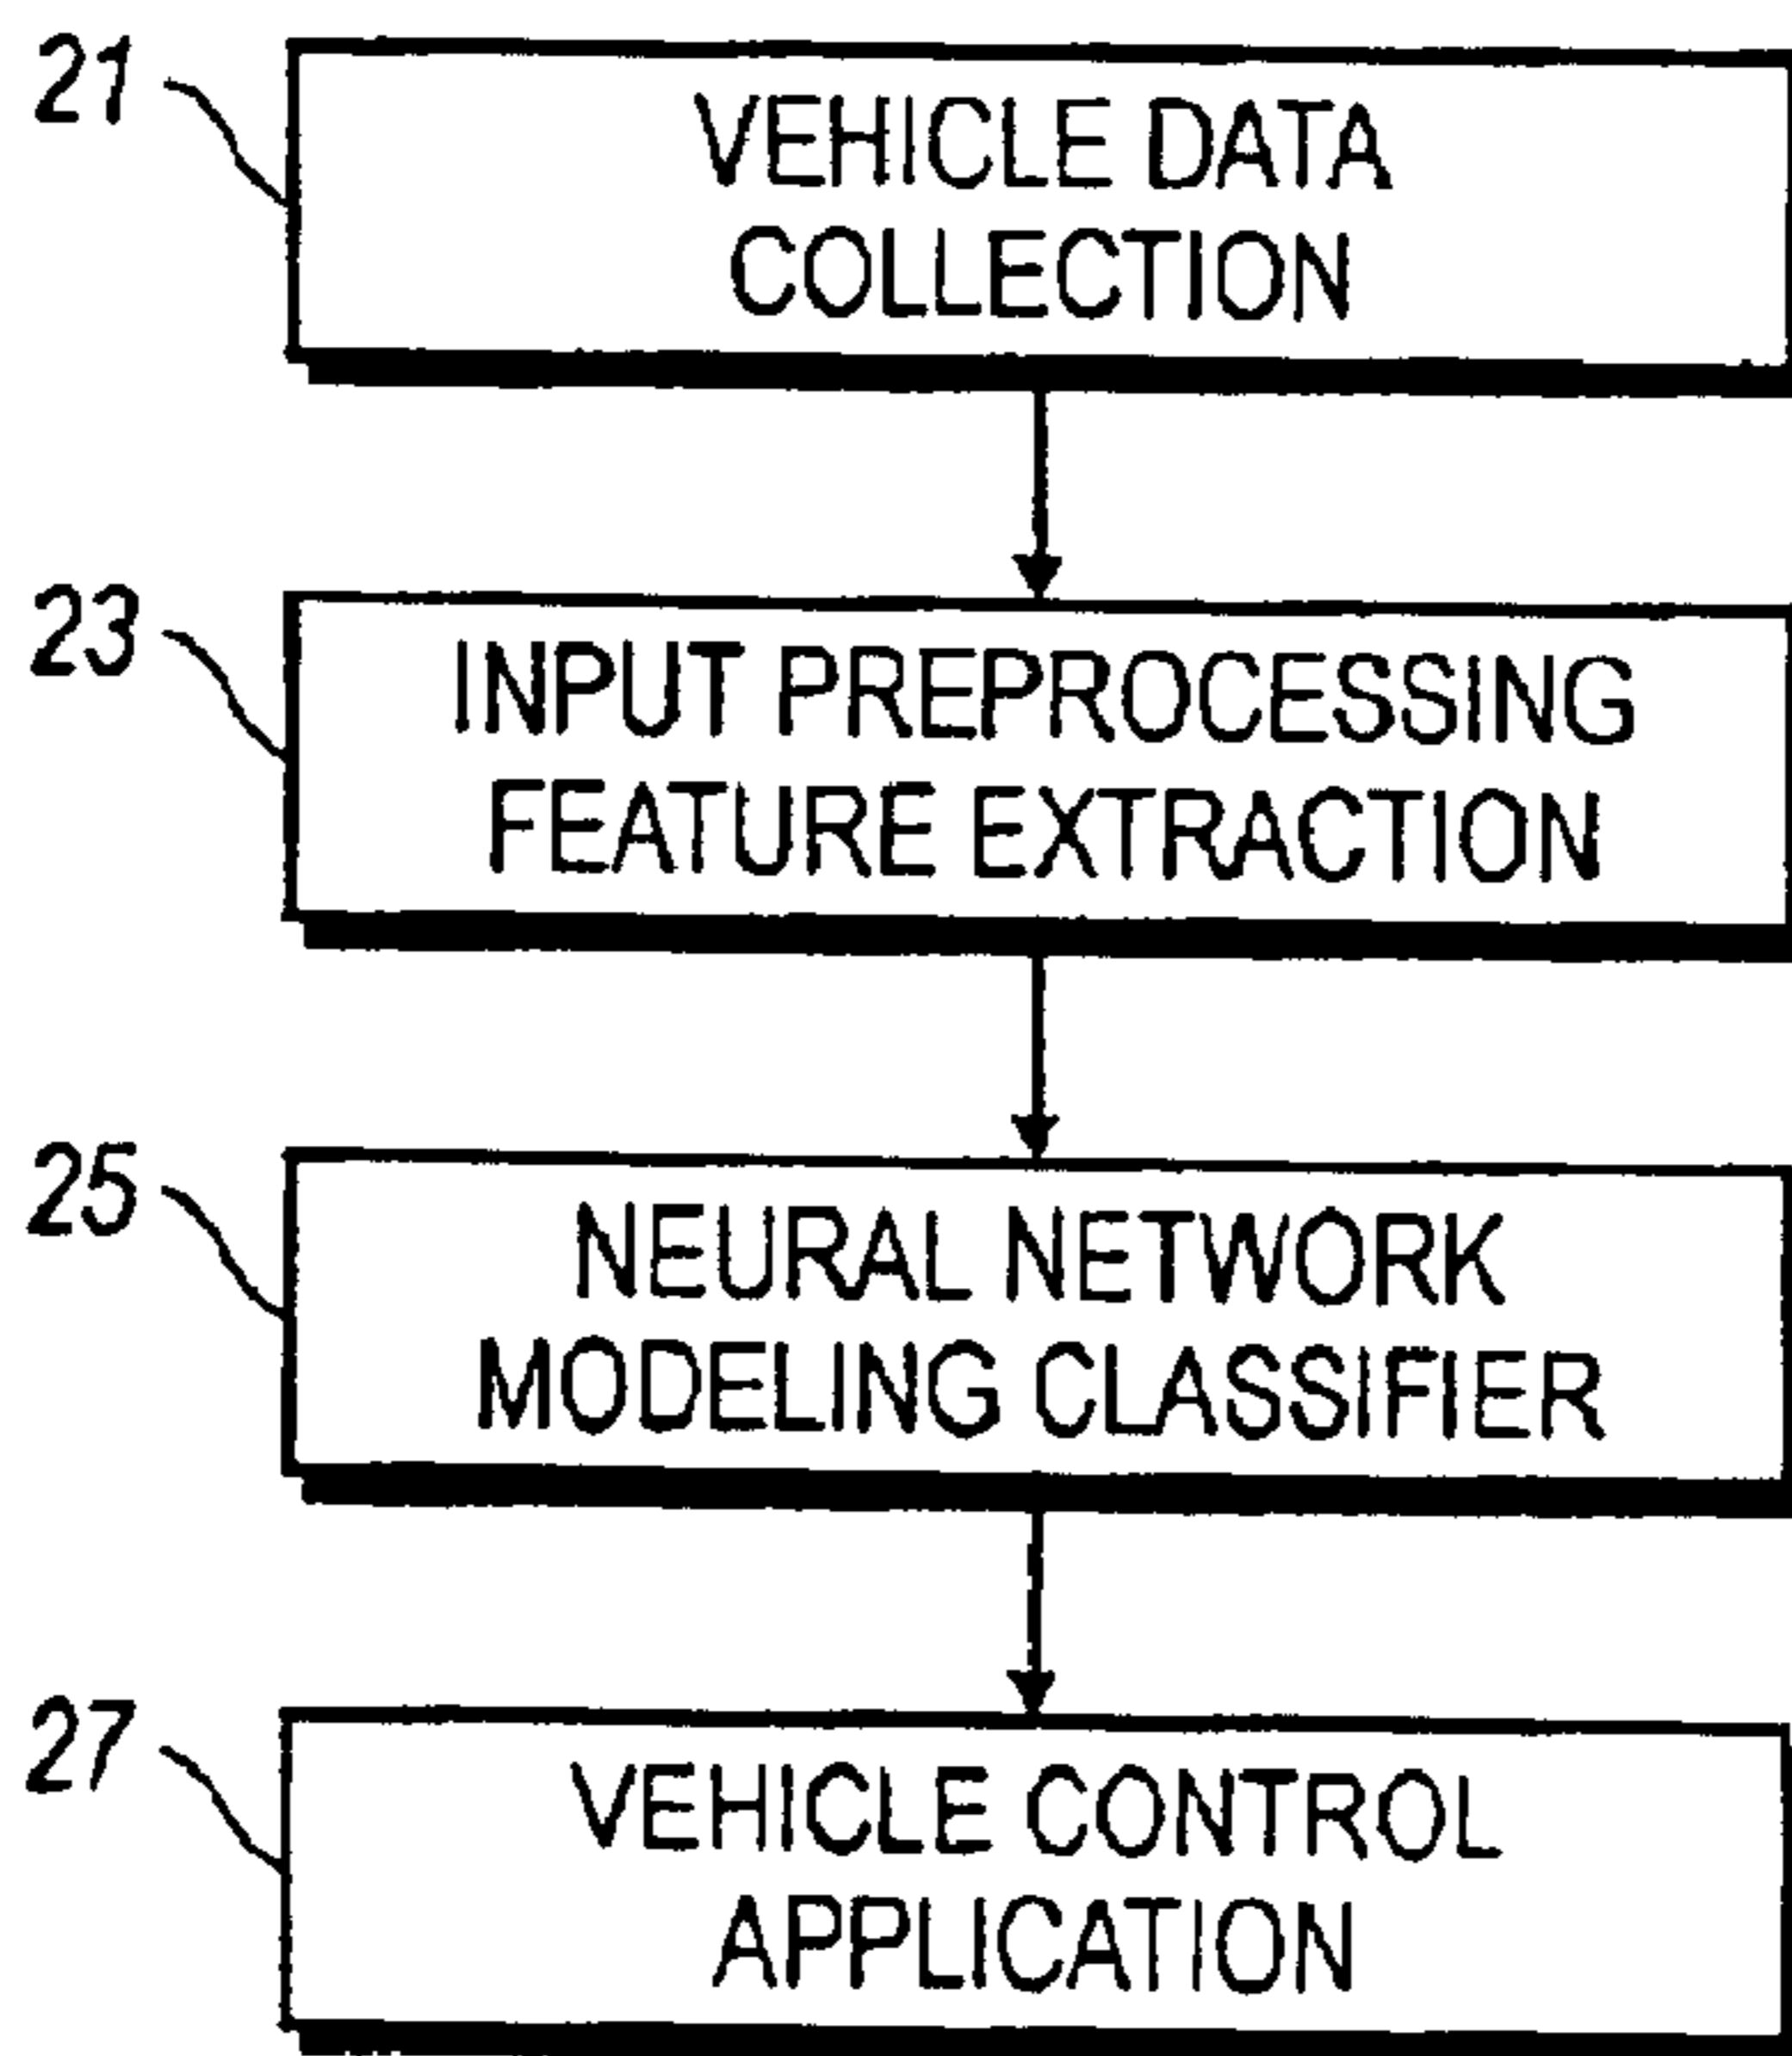 21
VEHICLE DATA
COLLECTION
23
INPUT PREPROCESSING
FEATURE EXTRACTION
25
NEURAL NETWORK
MODELING CLASSIFIER
27
VEHICLE CONTROL
APPLICATION